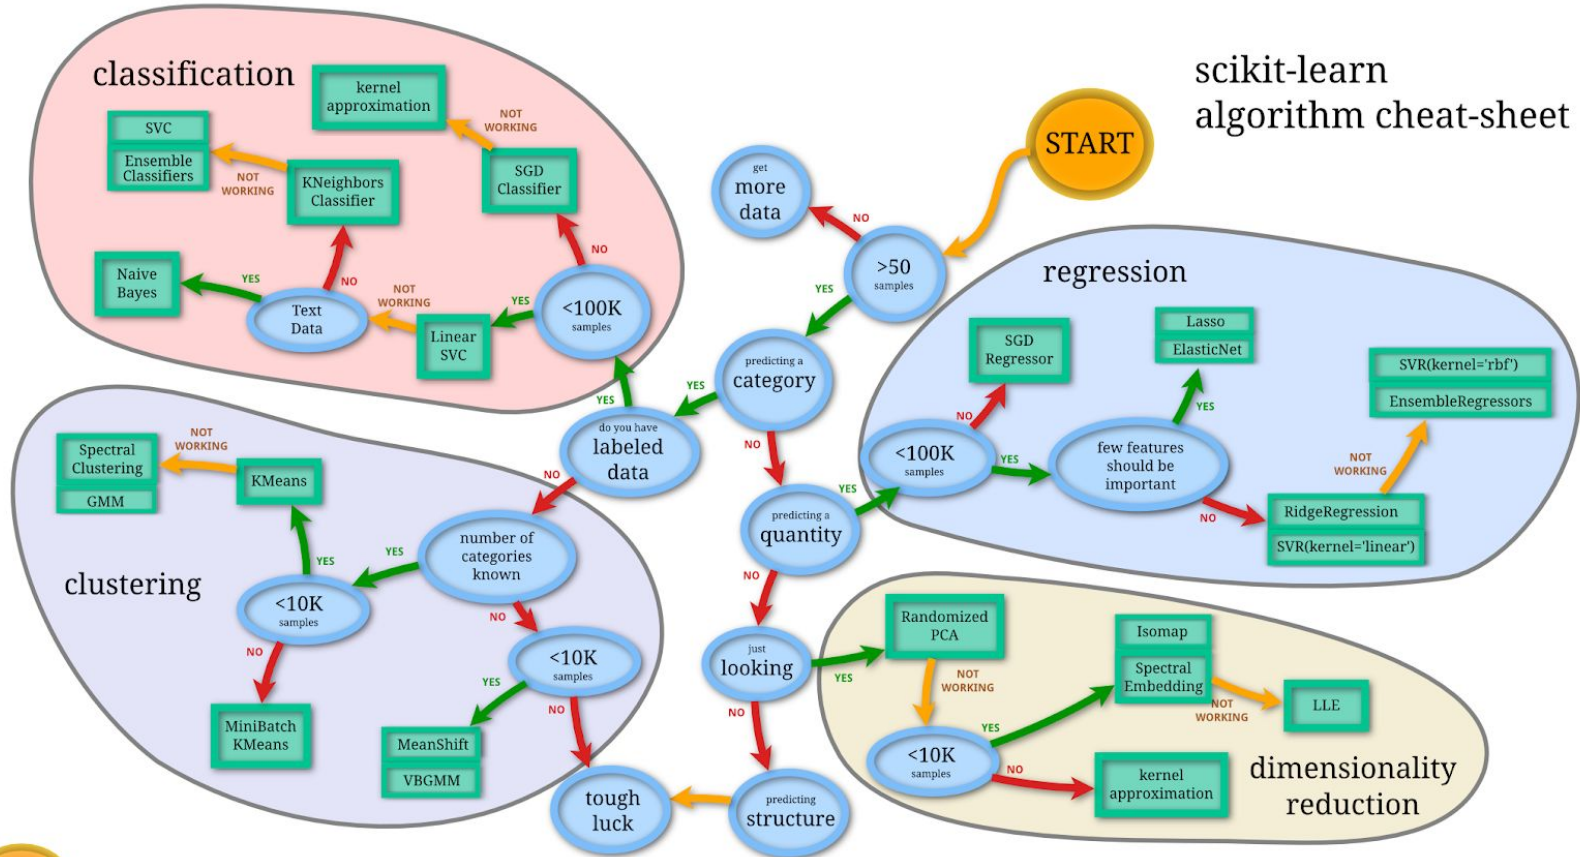 scikit-learn
algorithm cheat-sheet
START
classification
kernel
approximation
NOT
WORKING
SVC
Ensemble
Classifiers
NOT
WORKING
KNeighbors
Classifier
SGD
Classifier
NO
Naive
Bayes
YES
NO
Text
Data
NOT
WORKING
Linear
SVC
YES
<100K
samples
YES
get
more
data
NO
>50
samples
YES
predicting a
category
YES
do you have
labeled
data
NO
NO
predicting a
quantity
YES
NO
just
looking
YES
NO
predicting
structure
tough
luck
regression
SGD
Regressor
NO
<100K
samples
YES
few features
should be
important
YES
Lasso
ElasticNet
NO
RidgeRegression
SVR(kernel='linear')
NOT
WORKING
SVR(kernel='rbf')
EnsembleRegressors
clustering
Spectral
Clustering
GMM
NOT
WORKING
KMeans
YES
<10K
samples
YES
number of
categories
known
NO
NO
MiniBatch
KMeans
<10K
samples
YES
NO
MeanShift
VBGMM
dimensionality
reduction
Randomized
PCA
NOT
WORKING
<10K
samples
YES
NO
Isomap
Spectral
Embedding
NOT
WORKING
LLE
kernel
approximation